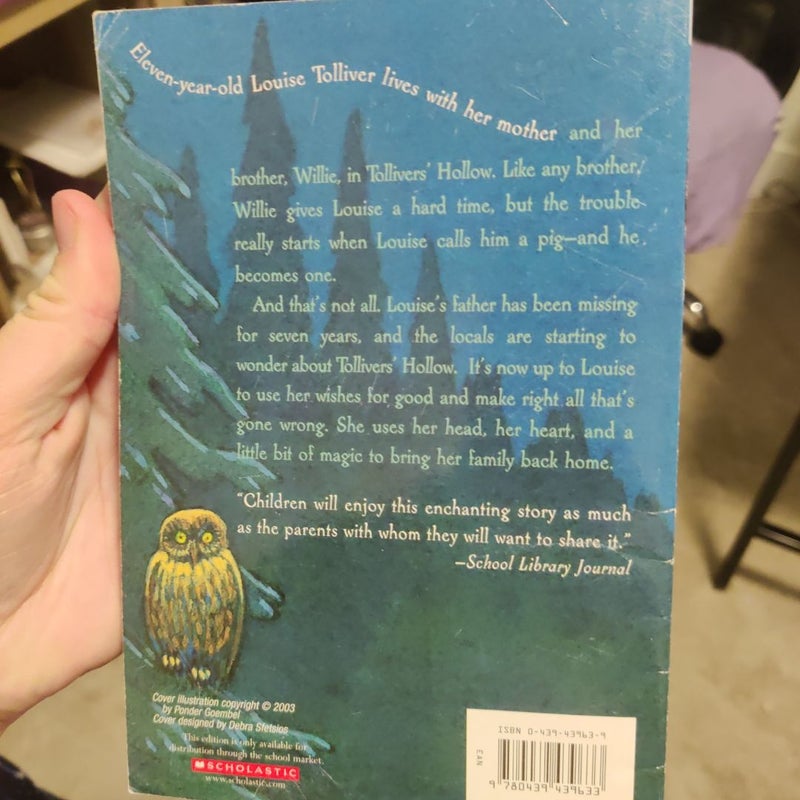 Eleven-year-old Louise Tolliver lives with her mother and her
brother, Willie, in Tollivers' Hollow. Like any brother,
Willie gives Louise a hard time, but the trouble
really starts when Louise calls him a pig—and he
becomes one.
And that's not all. Louise's father has been missing
for seven years, and the locals are starting to
wonder about Tollivers' Hollow. It's now up to Louise
to use her wishes for good and make right all that's
gone wrong. She uses her head, her heart, and a
little bit of magic to bring her family back home.
"Children will enjoy this enchanting story as much
as the parents with whom they will want to share it."
—School Library Journal
Cover illustration copyright © 2003
by Ponder Goembel
Cover designed by Debra Sfetsios
This edition is only available for
distribution through the school market.
SCHOLASTIC
www.scholastic.com
ISBN 0-439-43963-9
EAN
9 780439 439633